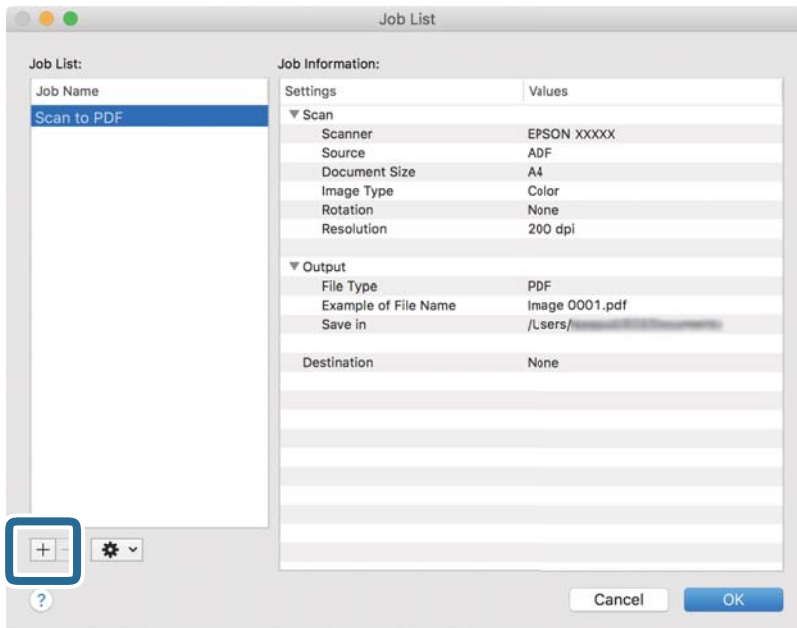 Job List
Job List:
Job Information:
Job Name
Settings Values
Scan to PDF
Scan
Scanner EPSON XXXXX
Source ADF
Document Size A4
Image Type Color
Rotation None
Resolution 200 dpi
Output
File Type PDF
Example of File Name Image 0001.pdf
Save in /Users/
Destination None
+ -
?
Cancel OK